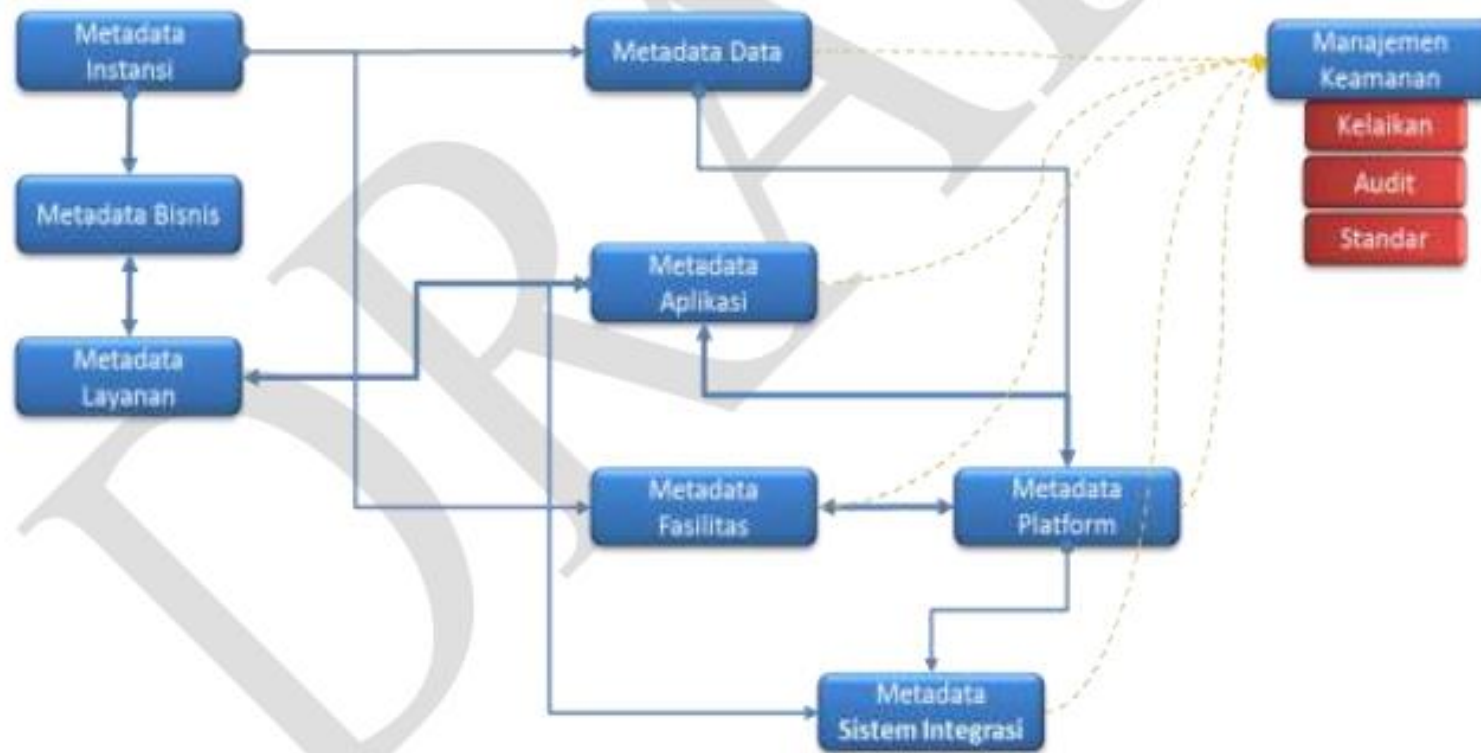 Metadata
Instansi
Metadata Data
Manajemen
Keamanan
Kelaikan
Audit
Standar
Metadata Bisnis
Metadata
Aplikasi
Metadata
Layanan
Metadata
Fasilitas
Metadata
Platform
Metadata
Sistem Integrasi
DRAF